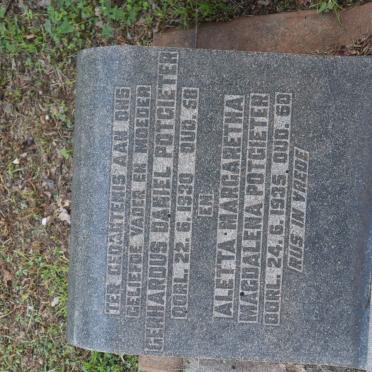 TER GEDAGTENIS AAN ONS
GELIEFDE VADER EN MOEDER
GERHARDUS DANIEL POTGIETER
OORL. 22. 6. 1930 OUD. 58
EN
ALETTA MARGARETHA
MAGDALENA POTGIETER
OORL. 24. 6. 1935 OUD. 60
RUS IN VREDE